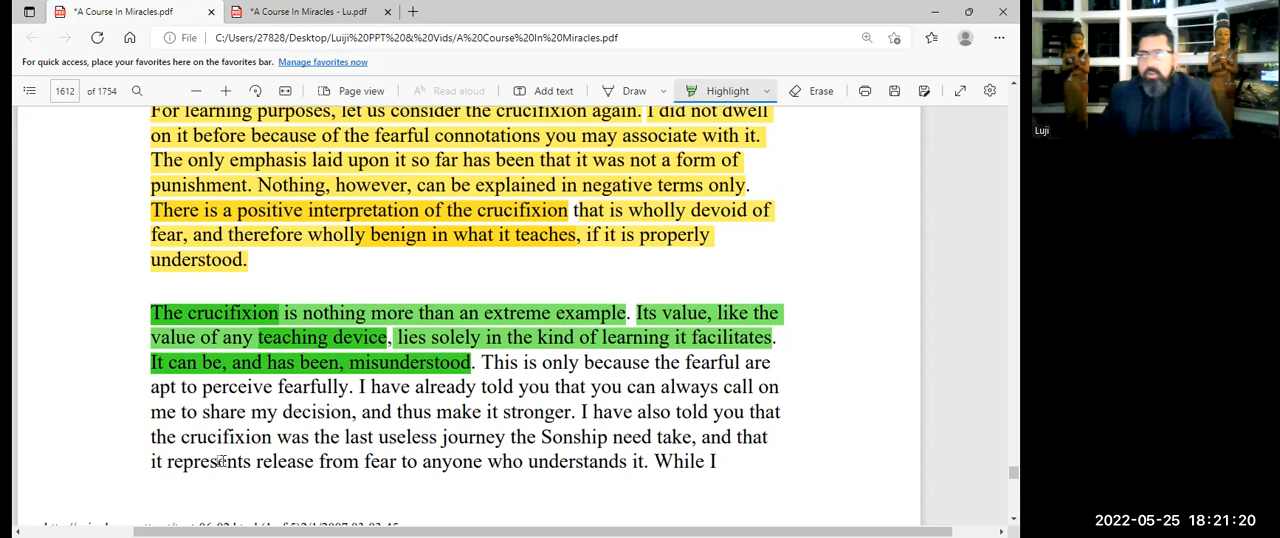 *A Course In Miracles.pdf
*A Course In Miracles - Lu.pdf
File
C:/Users/27828/Desktop/Luiji%20PPT%20&%20Vids/A%20Course%20In%20Miracles.pdf
For quick access, place your favorites here on the favorites bar. Manage favorites now
1612 of 1754
Page view
Read aloud
Add text
Draw
Highlight
Erase
For learning purposes, let us consider the crucifixion again. I did not dwell
on it before because of the fearful connotations you may associate with it.
The only emphasis laid upon it so far has been that it was not a form of
punishment. Nothing, however, can be explained in negative terms only.
There is a positive interpretation of the crucifixion that is wholly devoid of
fear, and therefore wholly benign in what it teaches, if it is properly
understood.
The crucifixion is nothing more than an extreme example. Its value, like the
value of any teaching device, lies solely in the kind of learning it facilitates.
It can be, and has been, misunderstood. This is only because the fearful are
apt to perceive fearfully. I have already told you that you can always call on
me to share my decision, and thus make it stronger. I have also told you that
the crucifixion was the last useless journey the Sonship need take, and that
it represents release from fear to anyone who understands it. While I
Luji
2022-05-25 18:21:20